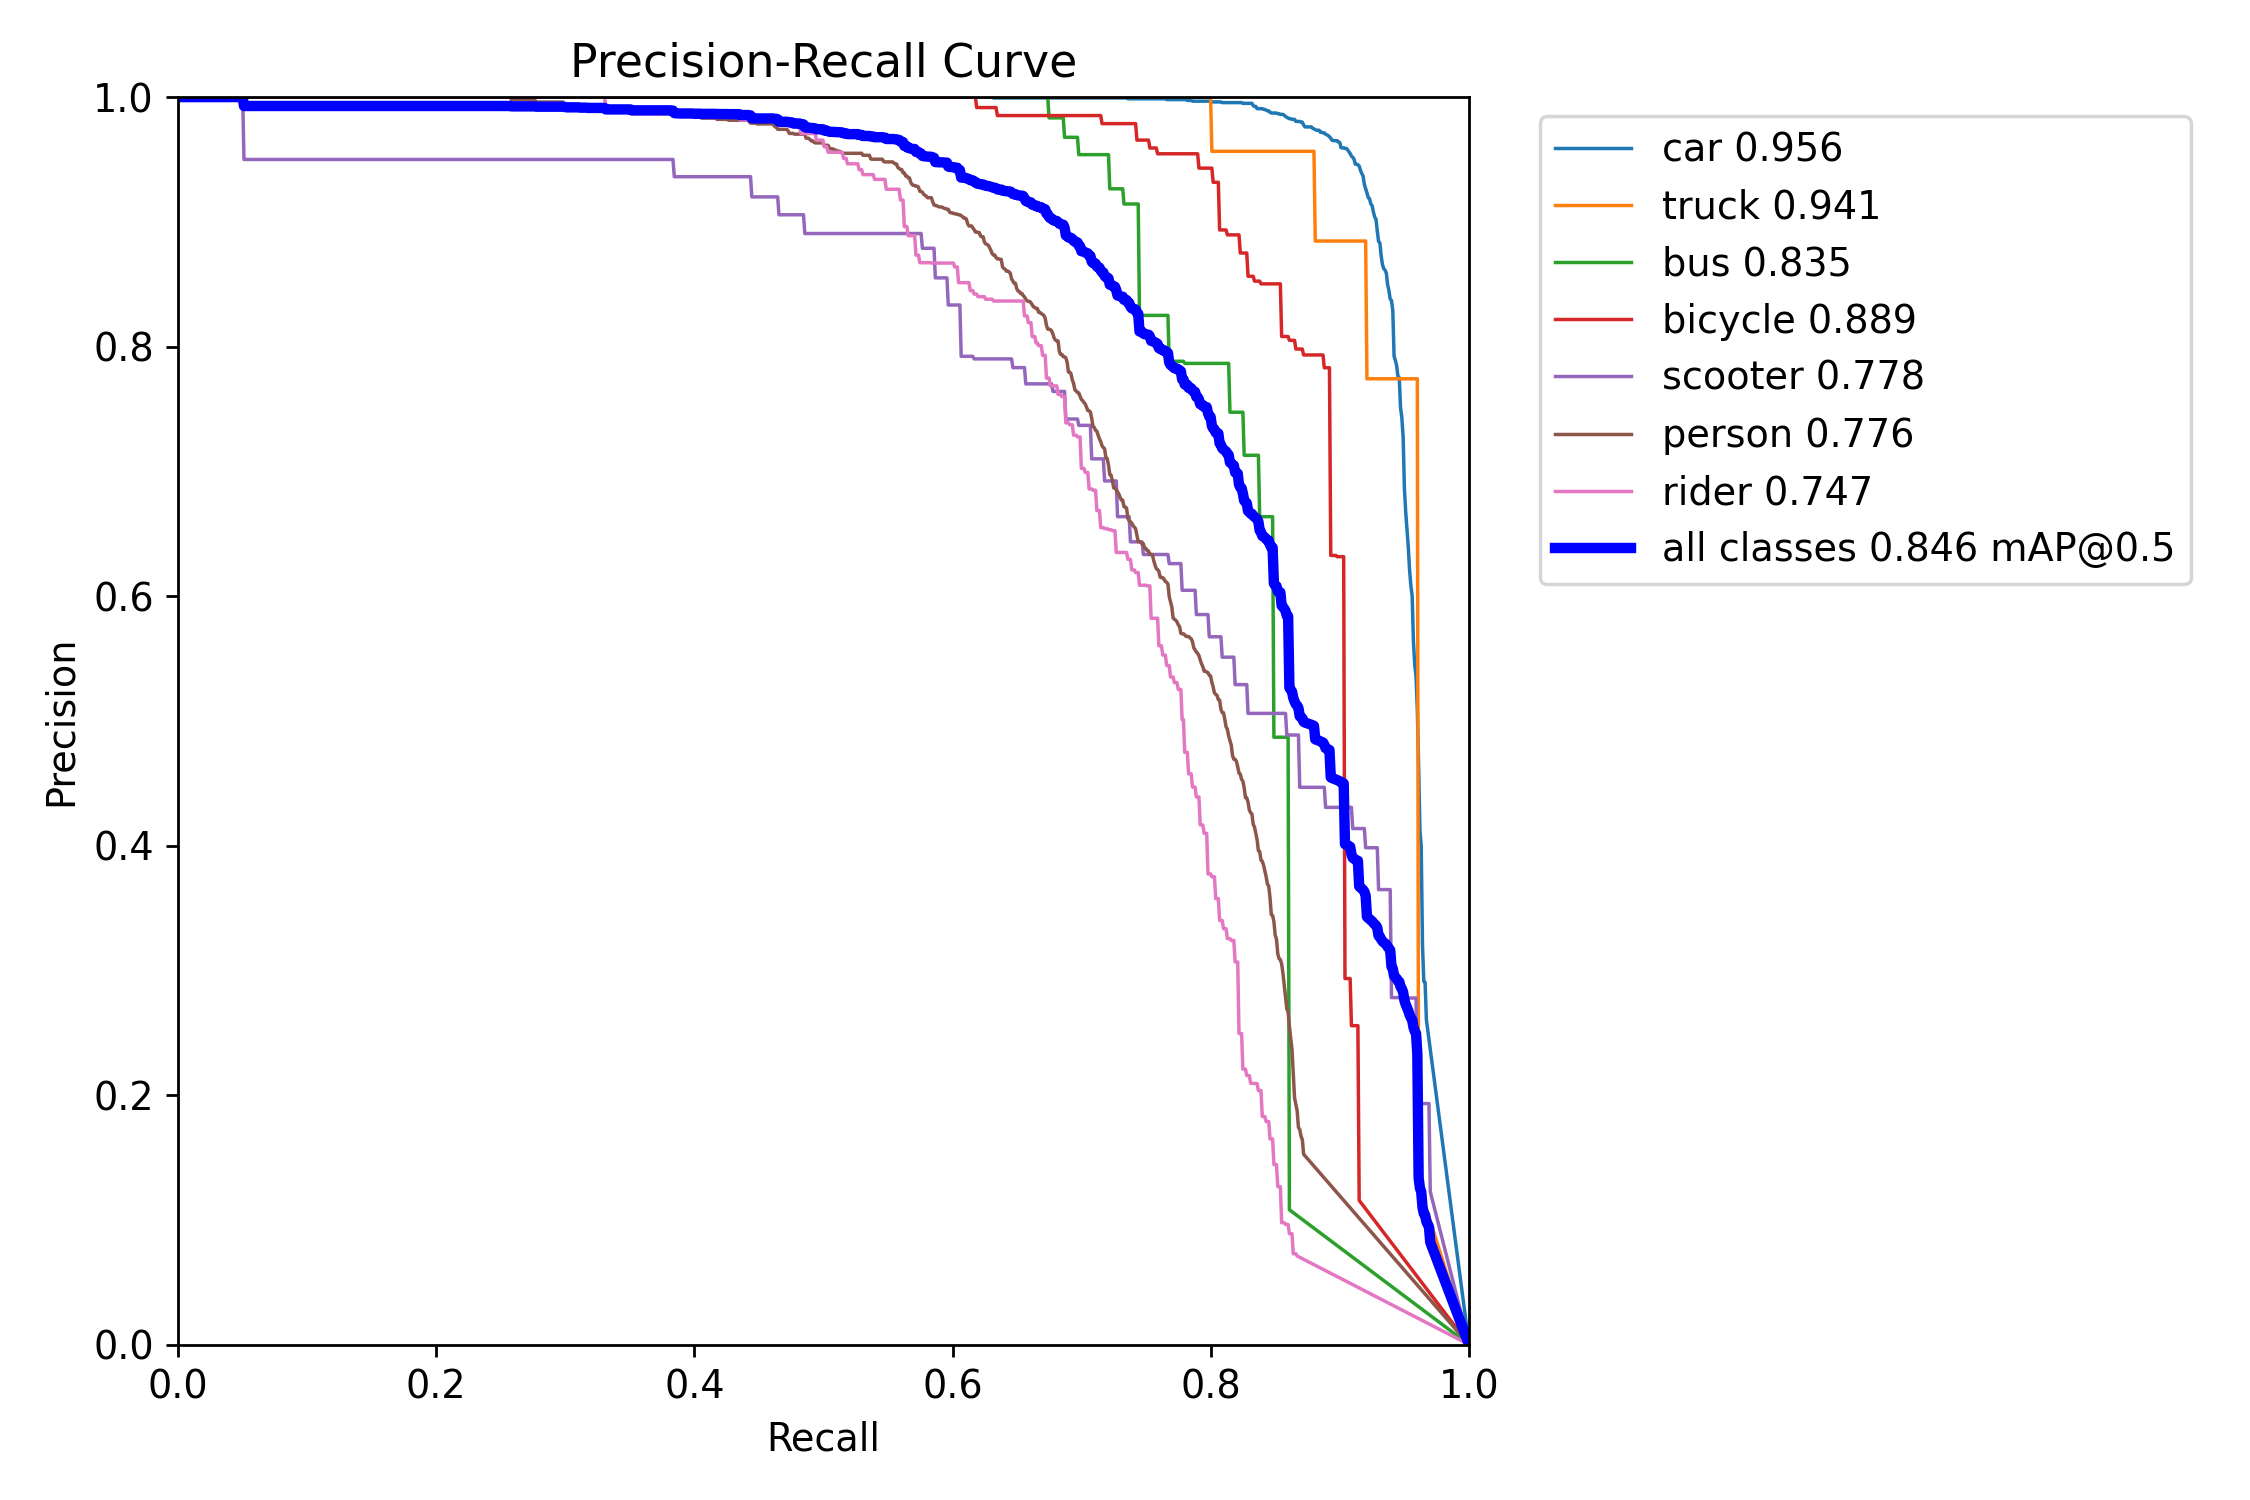 Precision-Recall Curve
1.0
0.8
0.6
0.4
0.2
0.0
Precision
0.0 0.2 0.4 0.6 0.8 1.0
Recall
car 0.956
truck 0.941
bus 0.835
bicycle 0.889
scooter 0.778
person 0.776
rider 0.747
all classes 0.846 mAP@0.5